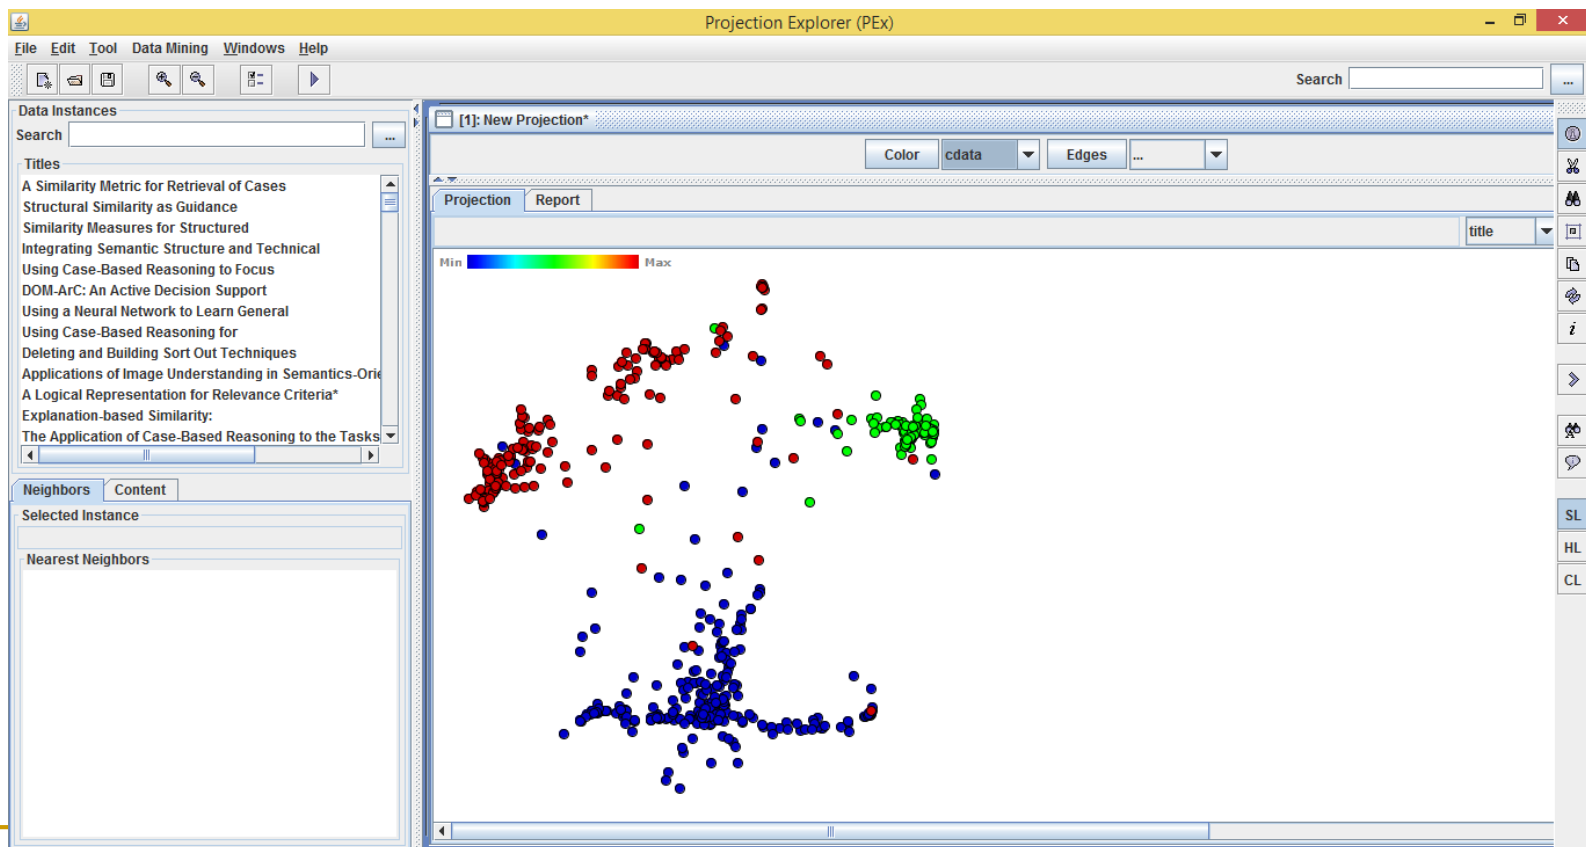 Projection Explorer (PEx)
File Edit Tool Data Mining Windows Help
Search ...
Data Instances
Search ...
Titles
A Similarity Metric for Retrieval of Cases
Structural Similarity as Guidance
Similarity Measures for Structured
Integrating Semantic Structure and Technical
Using Case-Based Reasoning to Focus
DOM-ArC: An Active Decision Support
Using a Neural Network to Learn General
Using Case-Based Reasoning for
Deleting and Building Sort Out Techniques
Applications of Image Understanding in Semantics-Orie
A Logical Representation for Relevance Criteria*
Explanation-based Similarity:
The Application of Case-Based Reasoning to the Tasks
Neighbors Content
Selected Instance
Nearest Neighbors
[1]: New Projection*
Color cdata Edges ...
Projection Report
title
Min Max
i
SL
HL
CL